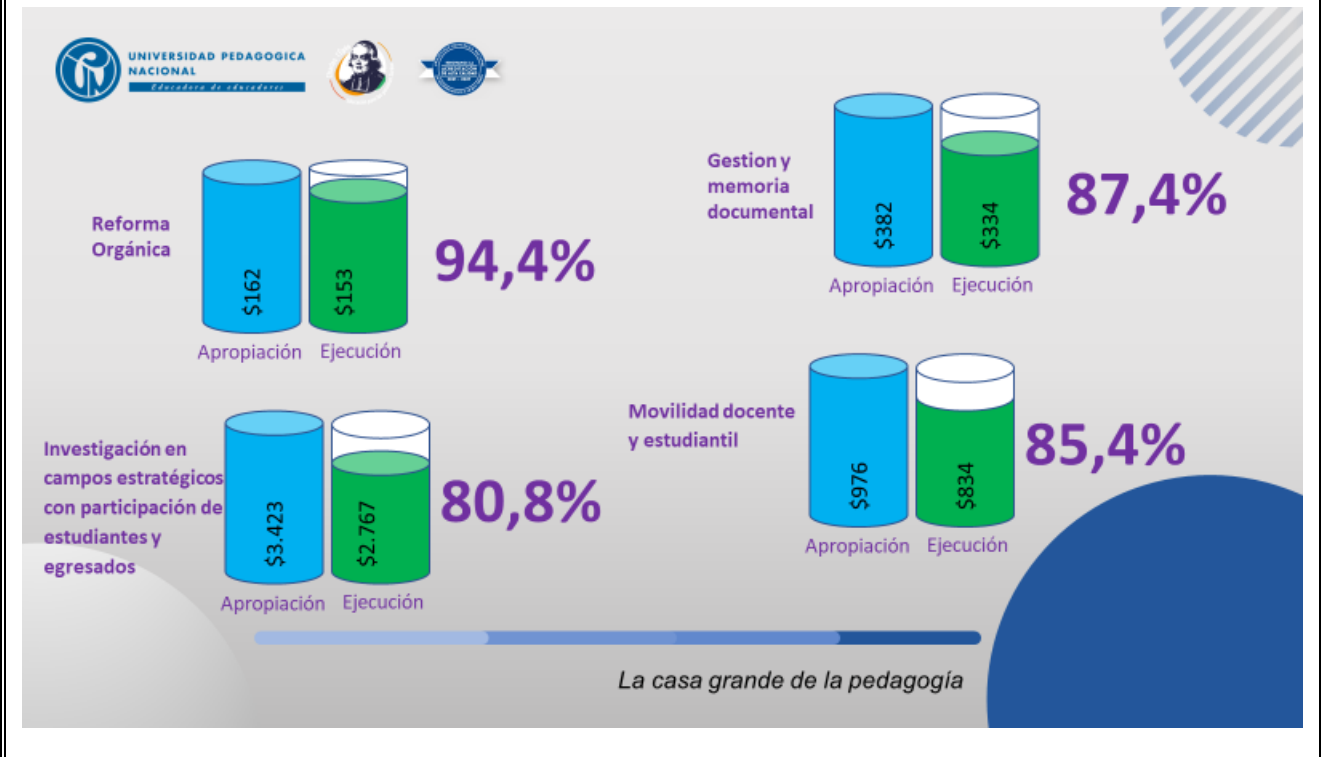 UNIVERSIDAD PEDAGOGICA
NACIONAL
Educadora de educadores
Reforma
Orgánica
$162
$153
94,4%
Apropiación Ejecución
Gestion y
memoria
documental
$382
$334
87,4%
Apropiación Ejecución
Investigación en
campos estratégicos
con participación de
estudiantes y
egresados
$3.423
$2.767
80,8%
Apropiación Ejecución
Movilidad docente
y estudiantil
$976
$834
85,4%
Apropiación Ejecución
La casa grande de la pedagogía